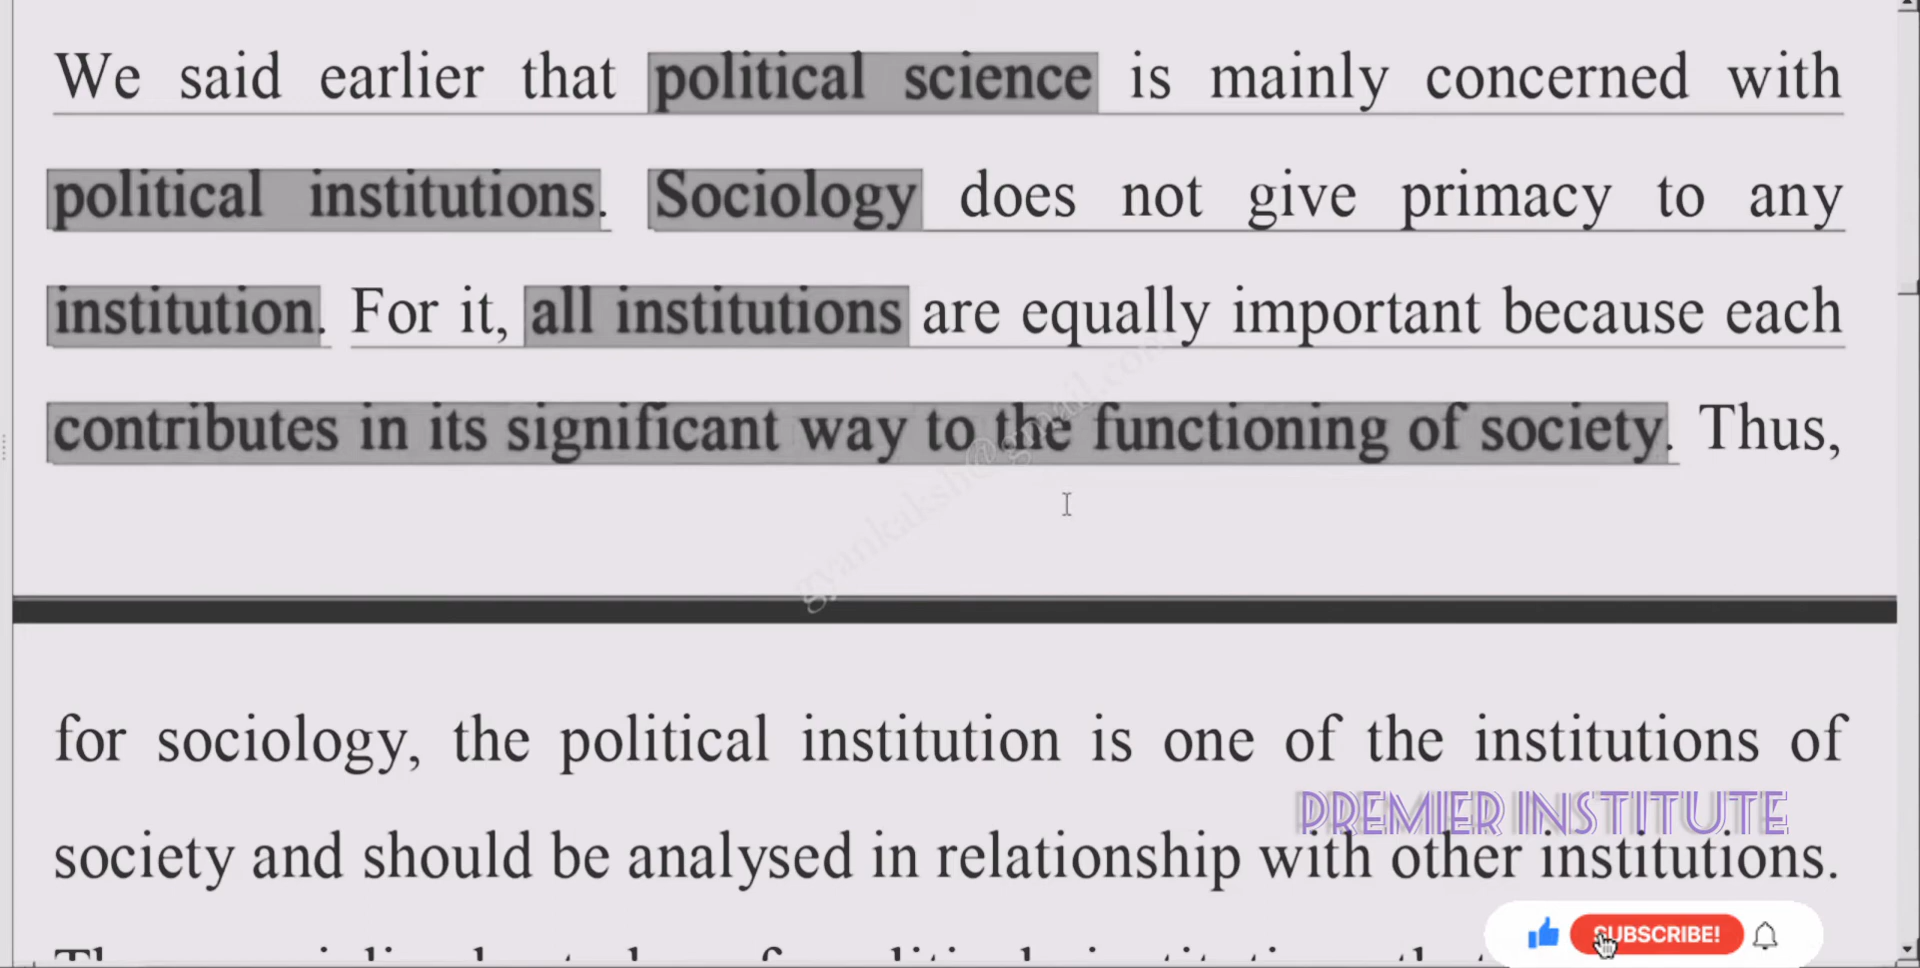 We said earlier that political science is mainly concerned with
political institutions. Sociology does not give primacy to any
institution. For it, all institutions are equally important because each
contributes in its significant way to the functioning of society. Thus,
gyankaksh@gmail.com
for sociology, the political institution is one of the institutions of
PREMIER INSTITUTE
society and should be analysed in relationship with other institutions.
SUBSCRIBE!